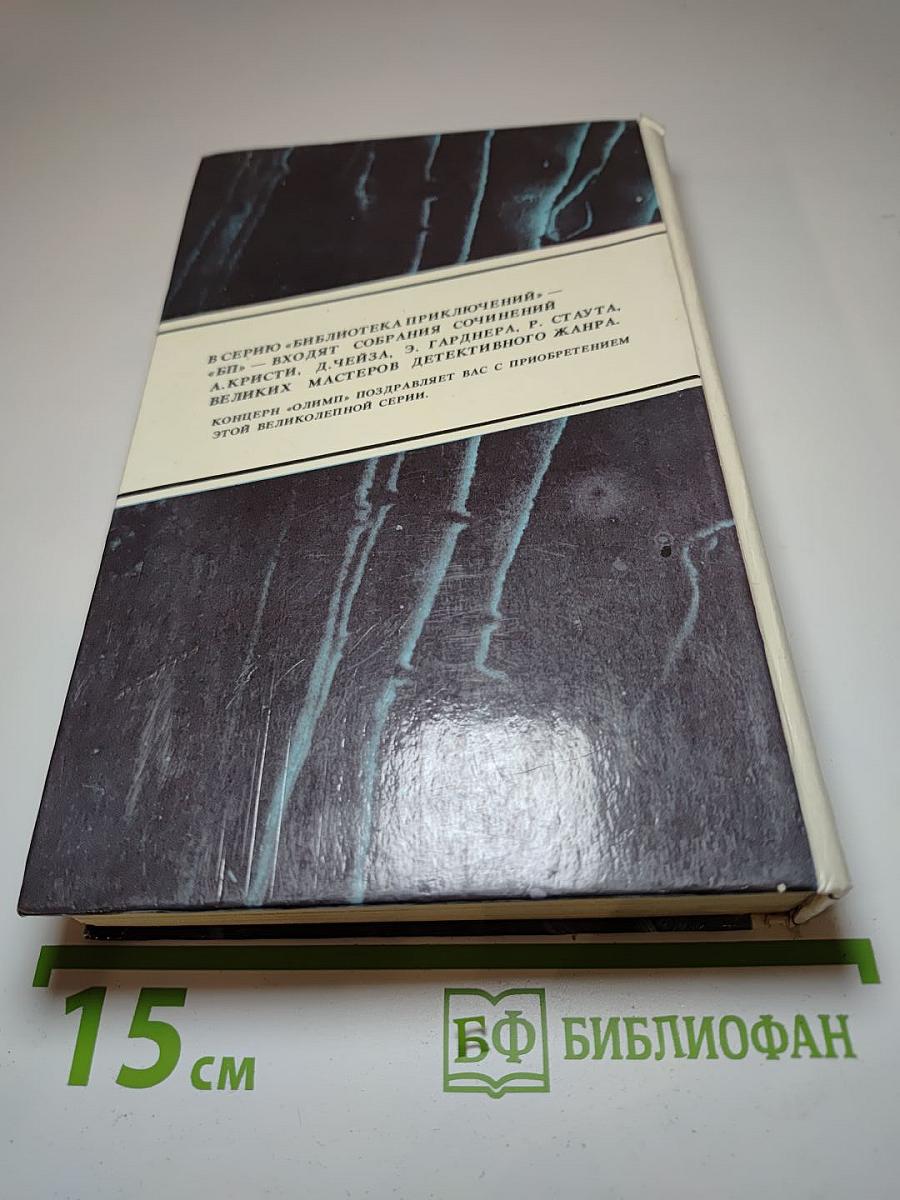 В СЕРИЮ «БИБЛИОТЕКА ПРИКЛЮЧЕНИЙ» —
«БП» — ВХОДЯТ СОБРАНИЯ СОЧИНЕНИЙ
А.КРИСТИ, Д.ЧЕЙЗА, Э. ГАРДНЕРА, Р. СТАУТА,
ВЕЛИКИХ МАСТЕРОВ ДЕТЕКТИВНОГО ЖАНРА.
КОНЦЕРН «ОЛИМП» ПОЗДРАВЛЯЕТ ВАС С ПРИОБРЕТЕНИЕМ
ЭТОЙ ВЕЛИКОЛЕПНОЙ СЕРИИ.
15 см
БФ БИБЛИОФАН